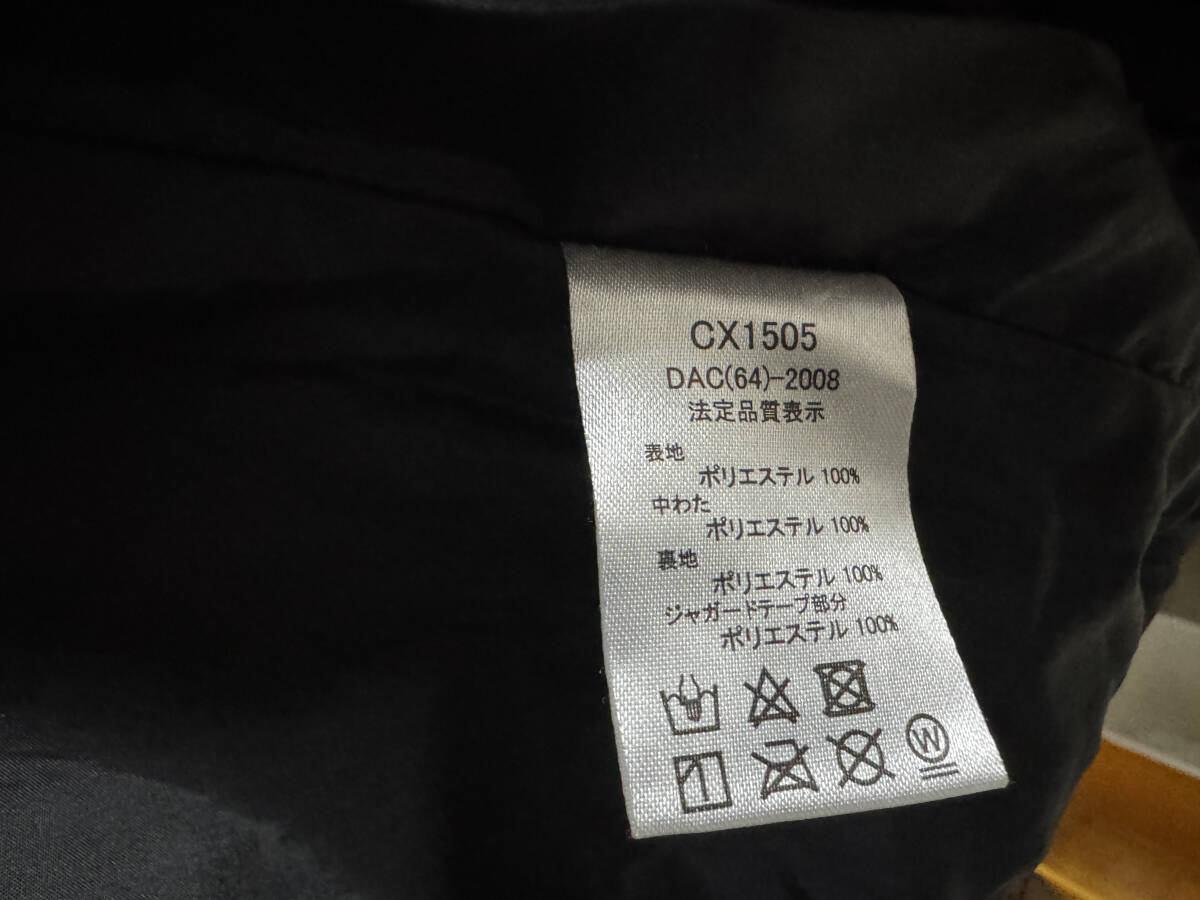 CX1505
DAC(64)-2008
法定品質表示
表地
ポリエステル 100%
中わた
ポリエステル 100%
裏地
ポリエステル 100%
ジャガードテープ部分
ポリエステル 100%
W